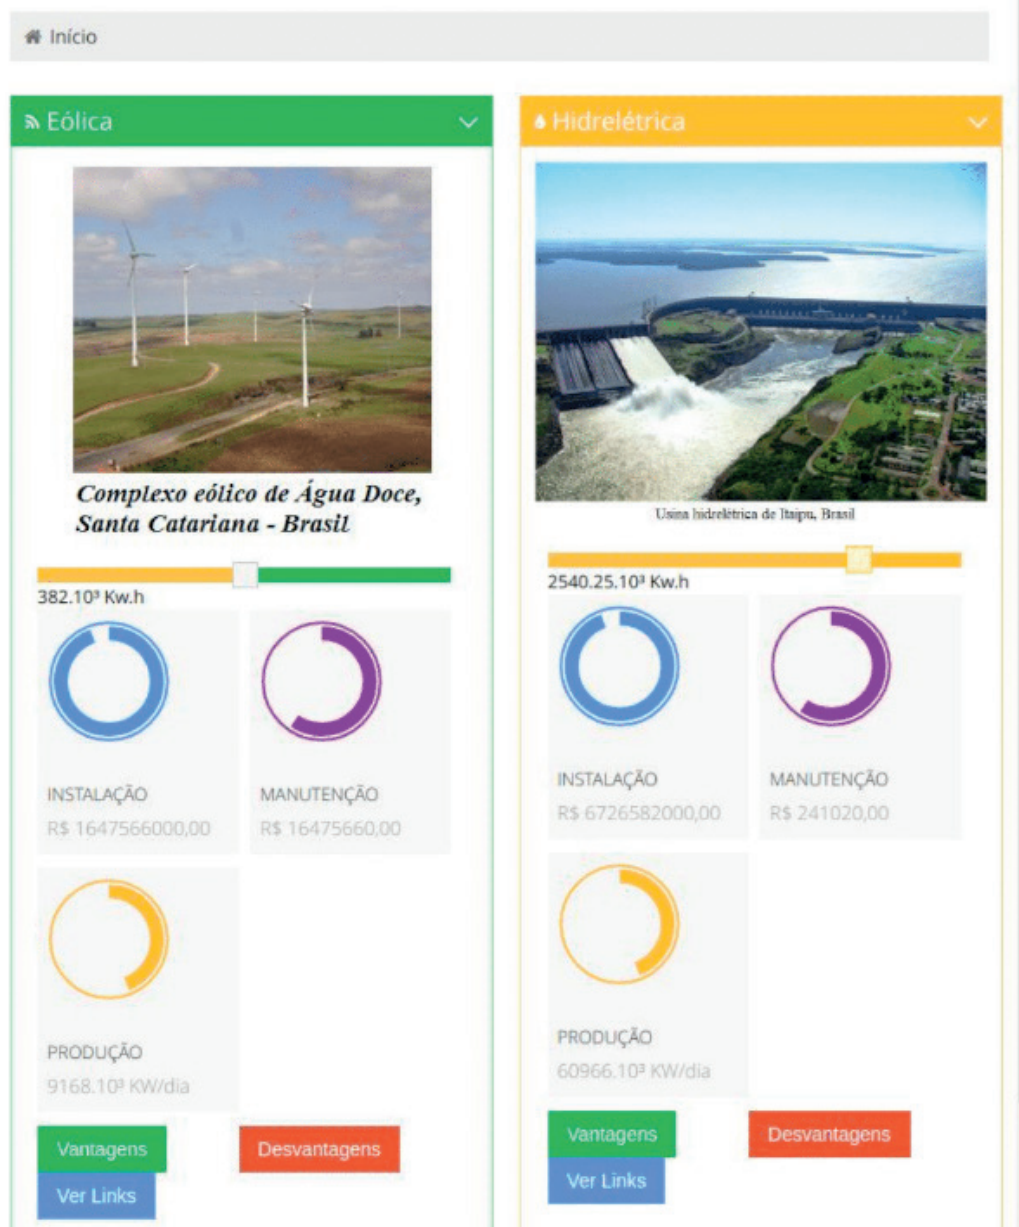 Início
Eólica
Complexo eólico de Água Doce,
Santa Catariana - Brasil
382.10³ Kw.h
INSTALAÇÃO
R$ 1647566000,00
MANUTENÇÃO
R$ 16475660,00
PRODUÇÃO
9168.10³ KW/dia
Vantagens
Desvantagens
Ver Links
Hidrelétrica
Usina hidrelétrica de Itaipu, Brasil
2540.25.10³ Kw.h
INSTALAÇÃO
R$ 6726582000,00
MANUTENÇÃO
R$ 241020,00
PRODUÇÃO
60966.10³ KW/dia
Vantagens
Desvantagens
Ver Links